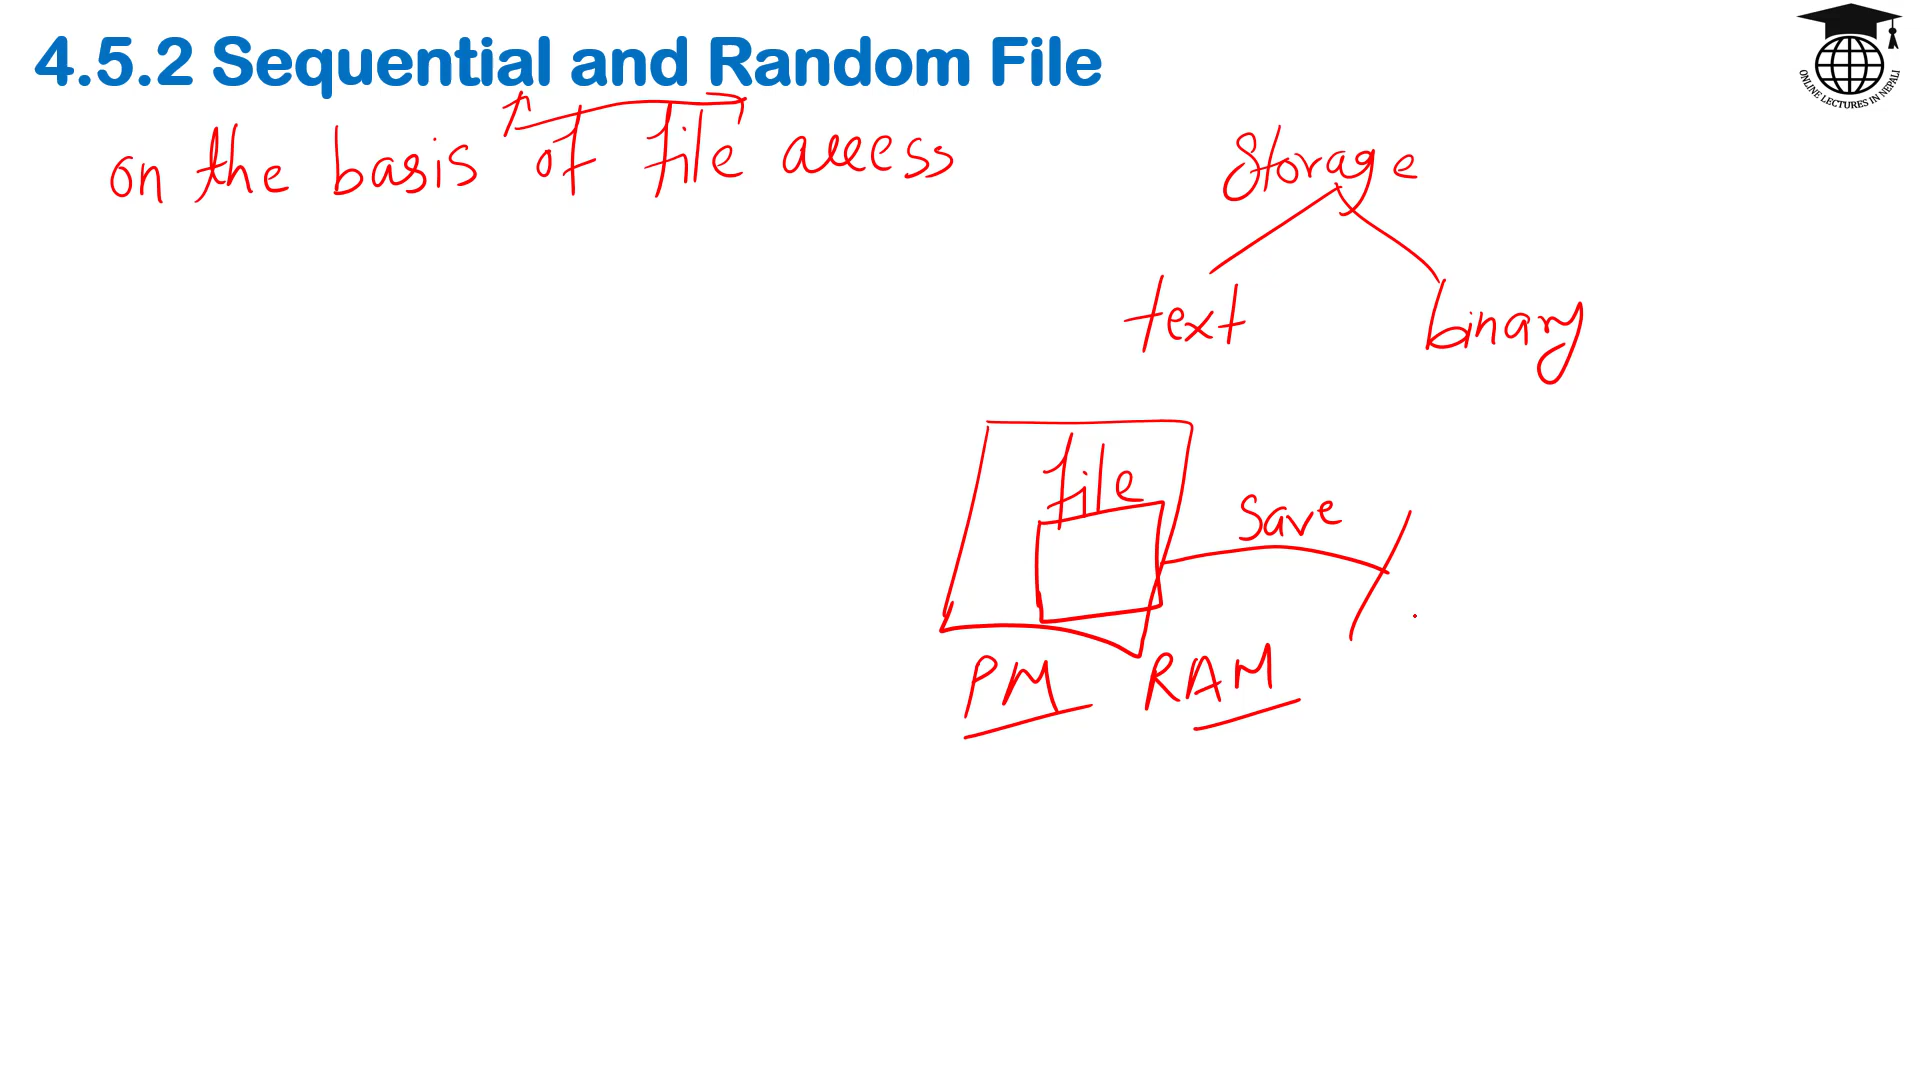 4.5.2 Sequential and Random File
ONLINE LECTURES IN NEPALI
on the basis of file access
Storage
text binary
file
Save
PM RAM